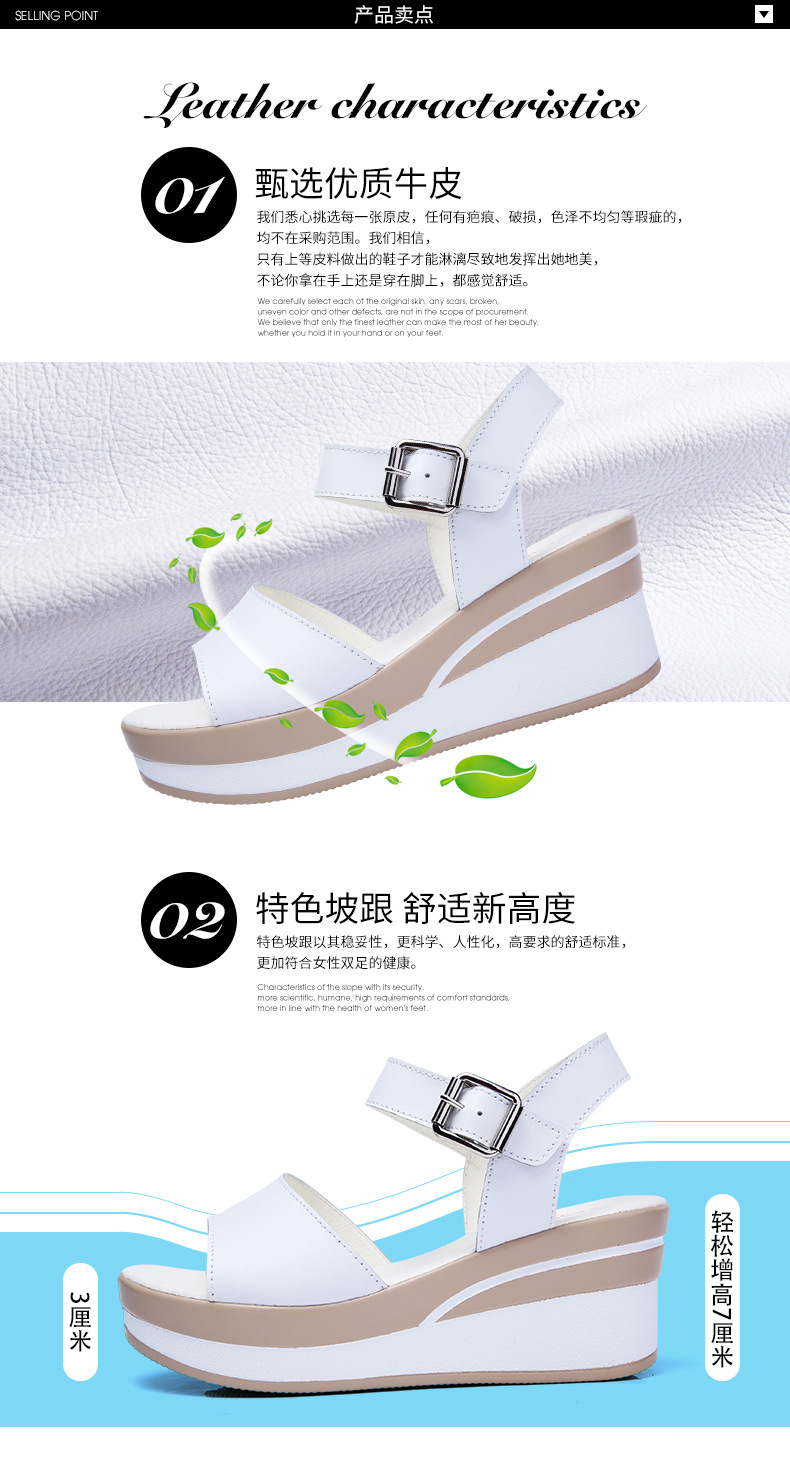 SELLING POINT
产品卖点
Leather characteristics
01
甄选优质牛皮
我们悉心挑选每一张原皮，任何有疤痕、破损，色泽不均匀等瑕疵的，
均不在采购范围。我们相信，
只有上等皮料做出的鞋子才能淋漓尽致地发挥出她地美，
不论你拿在手上还是穿在脚上，都感觉舒适。
We carefully select each of the original skin, any scars, broken,
uneven color and other defects, are not in the scope of procurement.
We believe that only the finest leather can make the most of her beauty,
whether you hold it in your hand or on your feet.
02
特色坡跟 舒适新高度
特色坡跟以其稳妥性，更科学、人性化，高要求的舒适标准，
更加符合女性双足的健康。
Characteristics of the slope with its security,
more scientific, humane, high requirements of comfort standards,
more in line with the health of women's feet.
3厘米
轻松增高7厘米